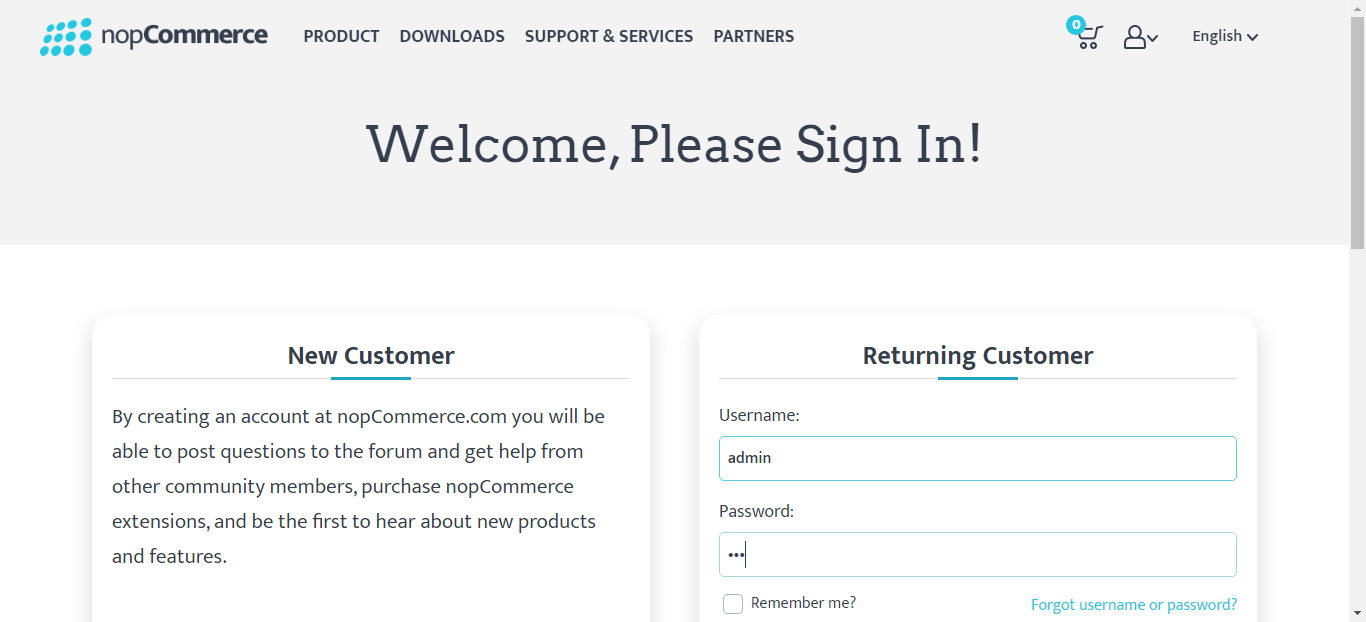 nopCommerce
PRODUCT DOWNLOADS SUPPORT & SERVICES PARTNERS
0
English
Welcome, Please Sign In!
New Customer
By creating an account at nopCommerce.com you will be
able to post questions to the forum and get help from
other community members, purchase nopCommerce
extensions, and be the first to hear about new products
and features.
Returning Customer
Username:
admin
Password:
•••
Remember me?
Forgot username or password?